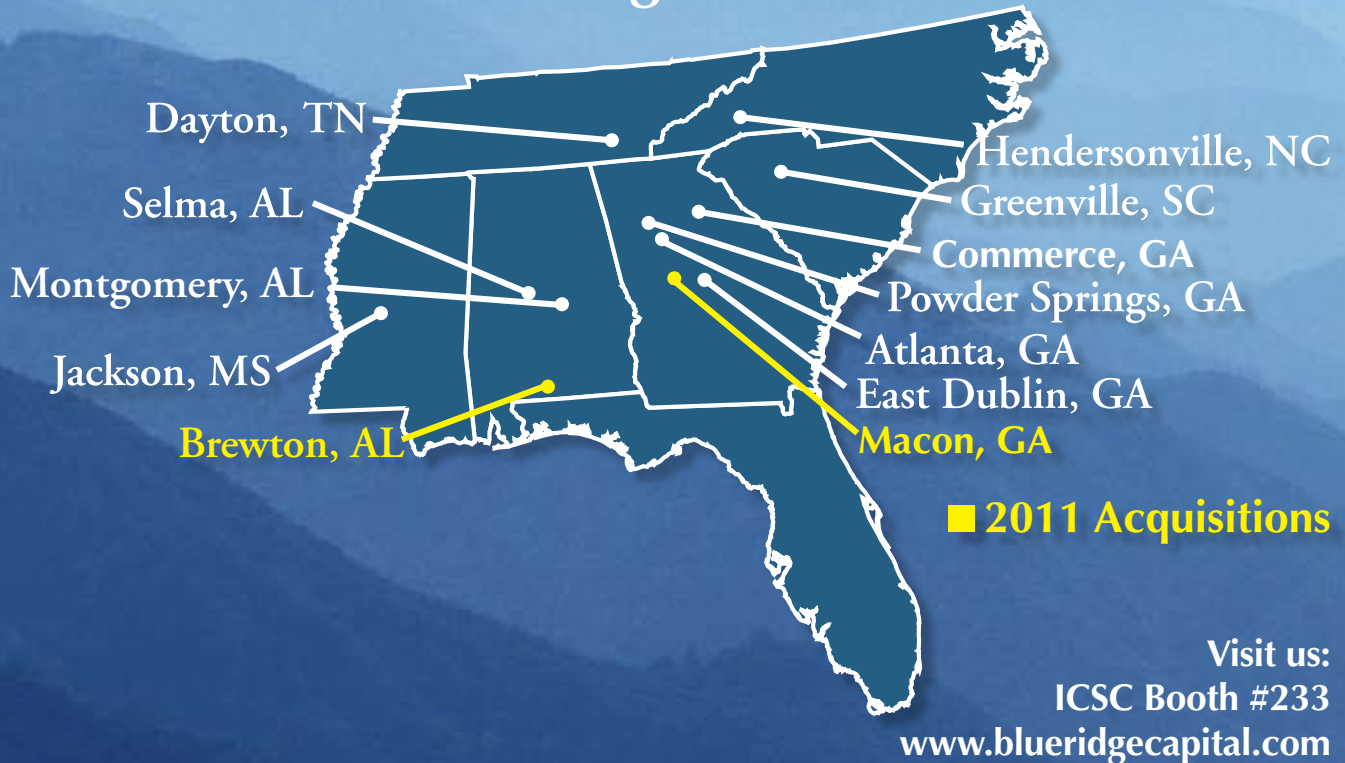 Dayton, TN
Selma, AL
Montgomery, AL
Jackson, MS
Brewton, AL
Hendersonville, NC
Greenville, SC
Commerce, GA
Powder Springs, GA
Atlanta, GA
East Dublin, GA
Macon, GA
2011 Acquisitions
Visit us:
ICSC Booth #233
www.blueridgecapital.com